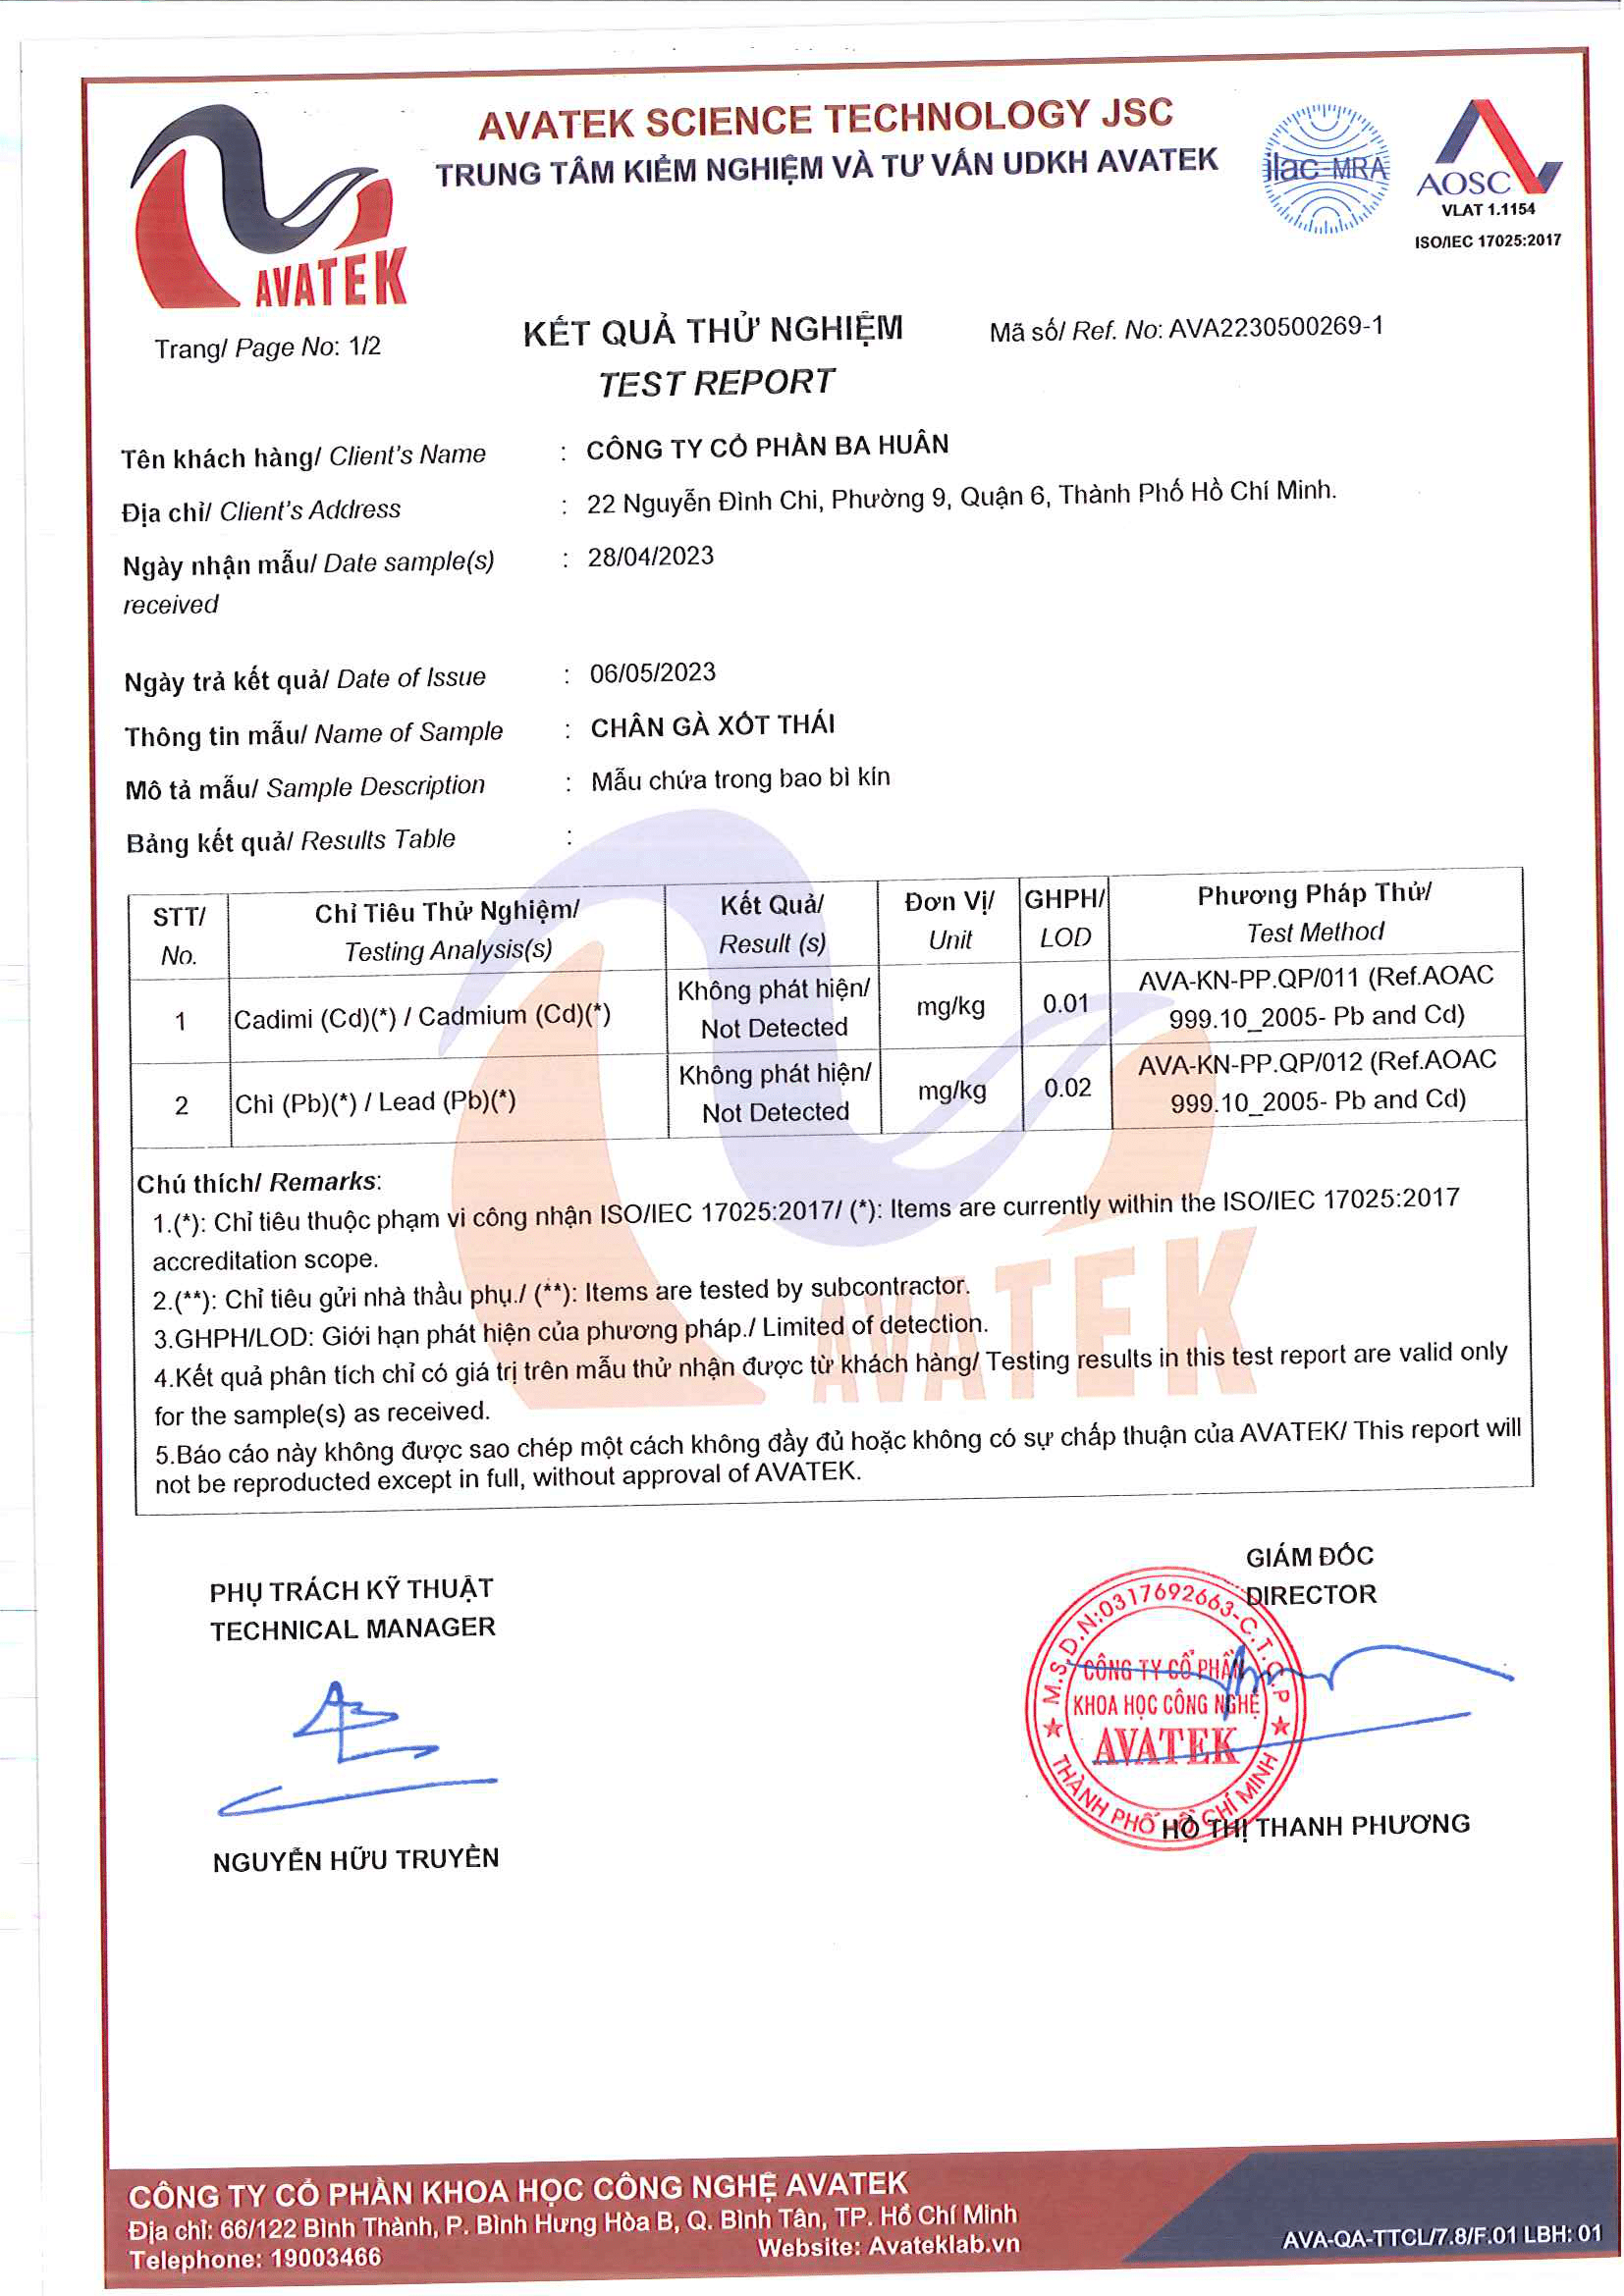 AVATEK SCIENCE TECHNOLOGY JSC
TRUNG TÂM KIỂM NGHIỆM VÀ TƯ VẤN UDKH AVATEK
AVATEK
ilac-MRA
AOSC
VLAT 1.1154
ISO/IEC 17025:2017
Trang/ Page No: 1/2
KẾT QUẢ THỬ NGHIỆM
TEST REPORT
Mã số/ Ref. No: AVA2230500269-1
Tên khách hàng/ Client's Name : CÔNG TY CỔ PHẦN BA HUÂN
Địa chỉ/ Client's Address : 22 Nguyễn Đình Chi, Phường 9, Quận 6, Thành Phố Hồ Chí Minh.
Ngày nhận mẫu/ Date sample(s) : 28/04/2023
received
Ngày trả kết quả/ Date of Issue : 06/05/2023
Thông tin mẫu/ Name of Sample : CHÂN GÀ XỐT THÁI
Mô tả mẫu/ Sample Description : Mẫu chứa trong bao bì kín
Bảng kết quả/ Results Table :
STT/ Chỉ Tiêu Thử Nghiệm/ Kết Quả/ Đơn Vị/ GHPH/ Phương Pháp Thử/
No. Testing Analysis(s) Result (s) Unit LOD Test Method
1 Cadimi (Cd)(*) / Cadmium (Cd)(*) Không phát hiện/ mg/kg 0.01 AVA-KN-PP.QP/011 (Ref.AOAC
Not Detected 999.10_2005- Pb and Cd)
2 Chì (Pb)(*) / Lead (Pb)(*) Không phát hiện/ mg/kg 0.02 AVA-KN-PP.QP/012 (Ref.AOAC
Not Detected 999.10_2005- Pb and Cd)
Chú thích/ Remarks:
1.(*): Chỉ tiêu thuộc phạm vi công nhận ISO/IEC 17025:2017/ (*): Items are currently within the ISO/IEC 17025:2017
accreditation scope.
2.(**): Chỉ tiêu gửi nhà thầu phụ./ (**): Items are tested by subcontractor.
3.GHPH/LOD: Giới hạn phát hiện của phương pháp./ Limited of detection.
4.Kết quả phân tích chỉ có giá trị trên mẫu thử nhận được từ khách hàng/ Testing results in this test report are valid only
for the sample(s) as received.
5.Báo cáo này không được sao chép một cách không đầy đủ hoặc không có sự chấp thuận của AVATEK/ This report will
not be reproduced except in full, without approval of AVATEK.
AVATEK
PHỤ TRÁCH KỸ THUẬT
TECHNICAL MANAGER
NGUYỄN HỮU TRUYỀN
GIÁM ĐỐC
DIRECTOR
M.S.D.N:0317692663-C.T.C.P
CÔNG TY CỔ PHẦN
KHOA HỌC CÔNG NGHỆ
AVATEK
THÀNH PHỐ HỒ CHÍ MINH
HỒ THỊ THANH PHƯƠNG
CÔNG TY CỔ PHẦN KHOA HỌC CÔNG NGHỆ AVATEK
Địa chỉ: 66/122 Bình Thành, P. Bình Hưng Hòa B, Q. Bình Tân, TP. Hồ Chí Minh
Telephone: 19003466 Website: Avateklab.vn
AVA-QA-TTCL/7.8/F.01 LBH: 01